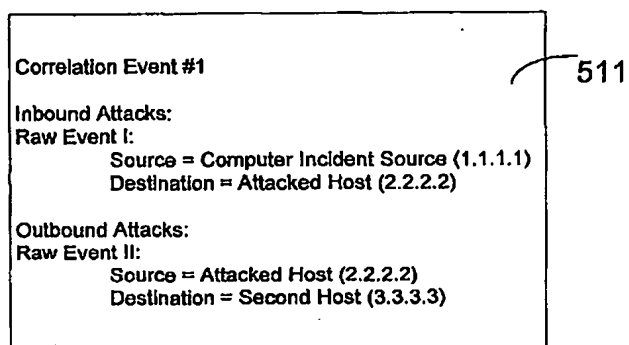 Correlation Event #1
511
Inbound Attacks:
Raw Event I:
Source = Computer Incident Source (1.1.1.1)
Destination = Attacked Host (2.2.2.2)
Outbound Attacks:
Raw Event II:
Source = Attacked Host (2.2.2.2)
Destination = Second Host (3.3.3.3)